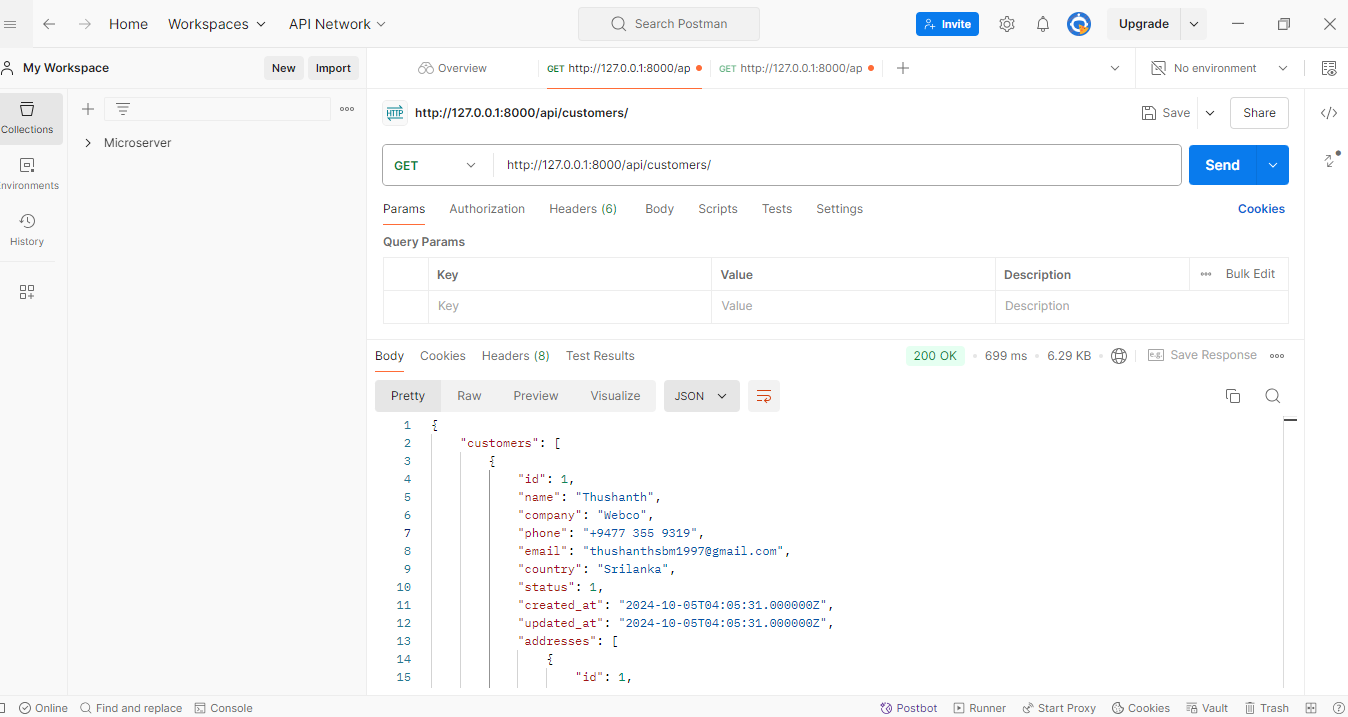 Home Workspaces API Network Search Postman Invite Upgrade
My Workspace New Import Overview GET http://127.0.0.1:8000/ap GET http://127.0.0.1:8000/ap No environment
Collections
Microserver
nvironments
History
HTTP http://127.0.0.1:8000/api/customers/ Save Share
GET http://127.0.0.1:8000/api/customers/ Send
Params Authorization Headers (6) Body Scripts Tests Settings Cookies
Query Params
Key Value Description Bulk Edit
Key Value Description
Body Cookies Headers (8) Test Results 200 OK 699 ms 6.29 KB e.g. Save Response
Pretty Raw Preview Visualize JSON
1 {
2 "customers": [
3 {
4 "id": 1,
5 "name": "Thushanth",
6 "company": "Webco",
7 "phone": "+9477 355 9319",
8 "email": "thushanthsbm1997@gmail.com",
9 "country": "Srilanka",
10 "status": 1,
11 "created_at": "2024-10-05T04:05:31.000000Z",
12 "updated_at": "2024-10-05T04:05:31.000000Z",
13 "addresses": [
14 {
15 "id": 1,
Online Find and replace Console Postbot Runner Start Proxy Cookies Vault Trash